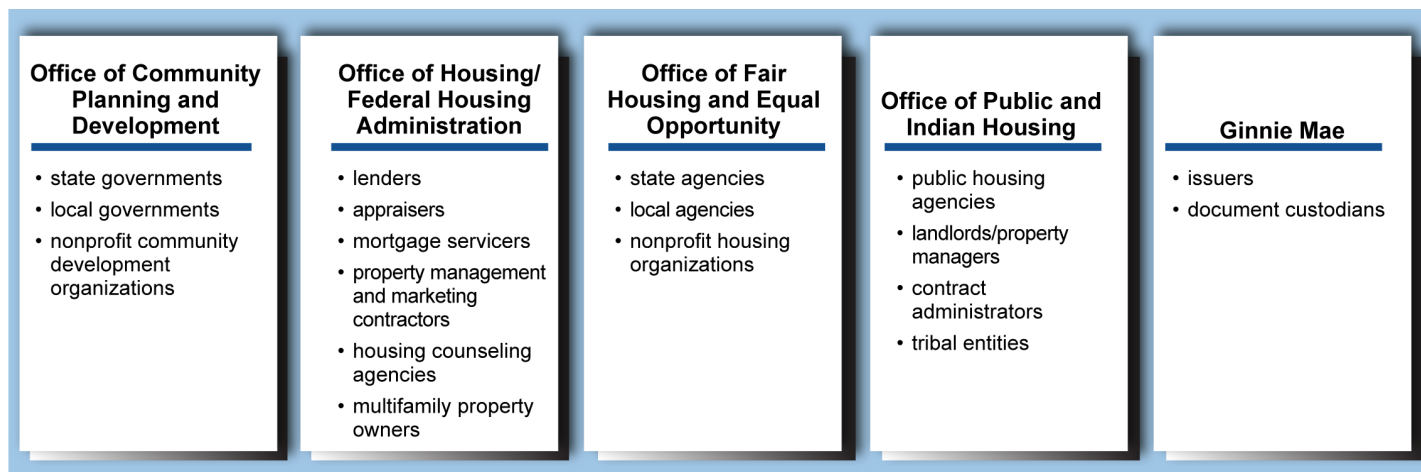 Office of Community
Planning and
Development
• state governments
• local governments
• nonprofit community
development
organizations
Office of Housing/
Federal Housing
Administration
• lenders
• appraisers
• mortgage servicers
• property management
and marketing
contractors
• housing counseling
agencies
• multifamily property
owners
Office of Fair
Housing and Equal
Opportunity
• state agencies
• local agencies
• nonprofit housing
organizations
Office of Public and
Indian Housing
• public housing
agencies
• landlords/property
managers
• contract
administrators
• tribal entities
Ginnie Mae
• issuers
• document custodians